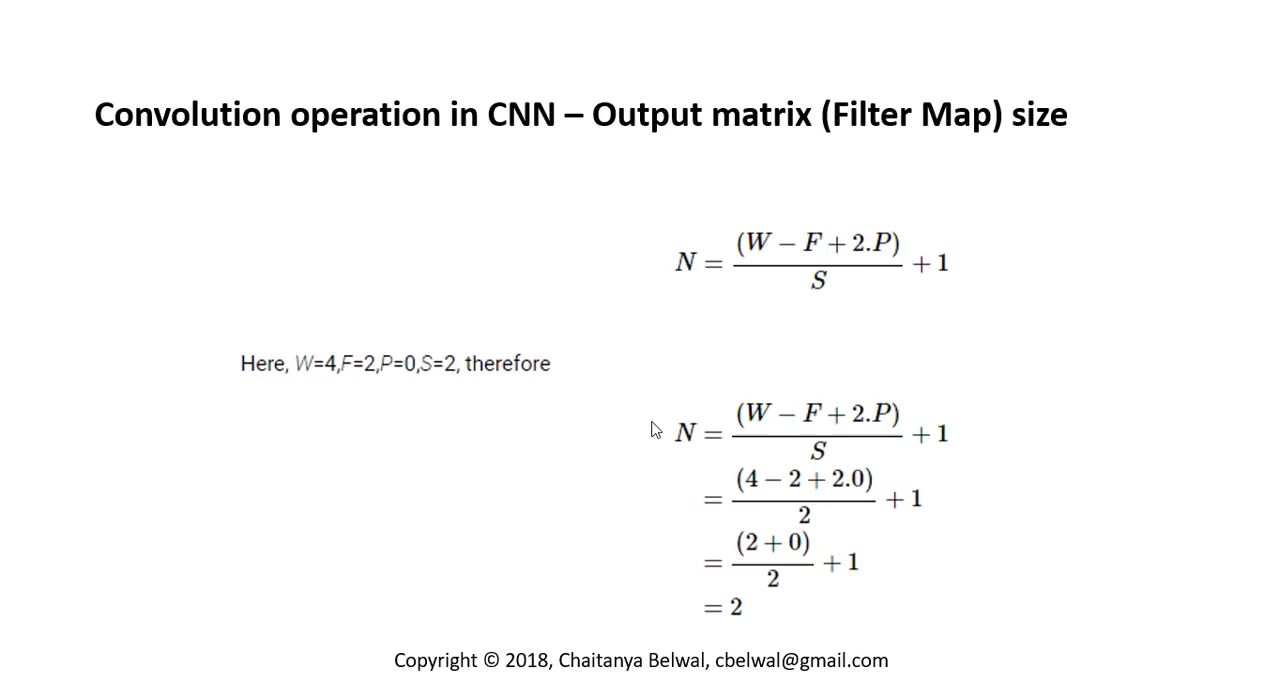 Convolution operation in CNN – Output matrix (Filter Map) size
N = (W − F + 2.P) / S + 1
Here, W=4,F=2,P=0,S=2, therefore
N = (W − F + 2.P) / S + 1
= (4 − 2 + 2.0) / 2 + 1
= (2 + 0) / 2 + 1
= 2
Copyright © 2018, Chaitanya Belwal, cbelwal@gmail.com